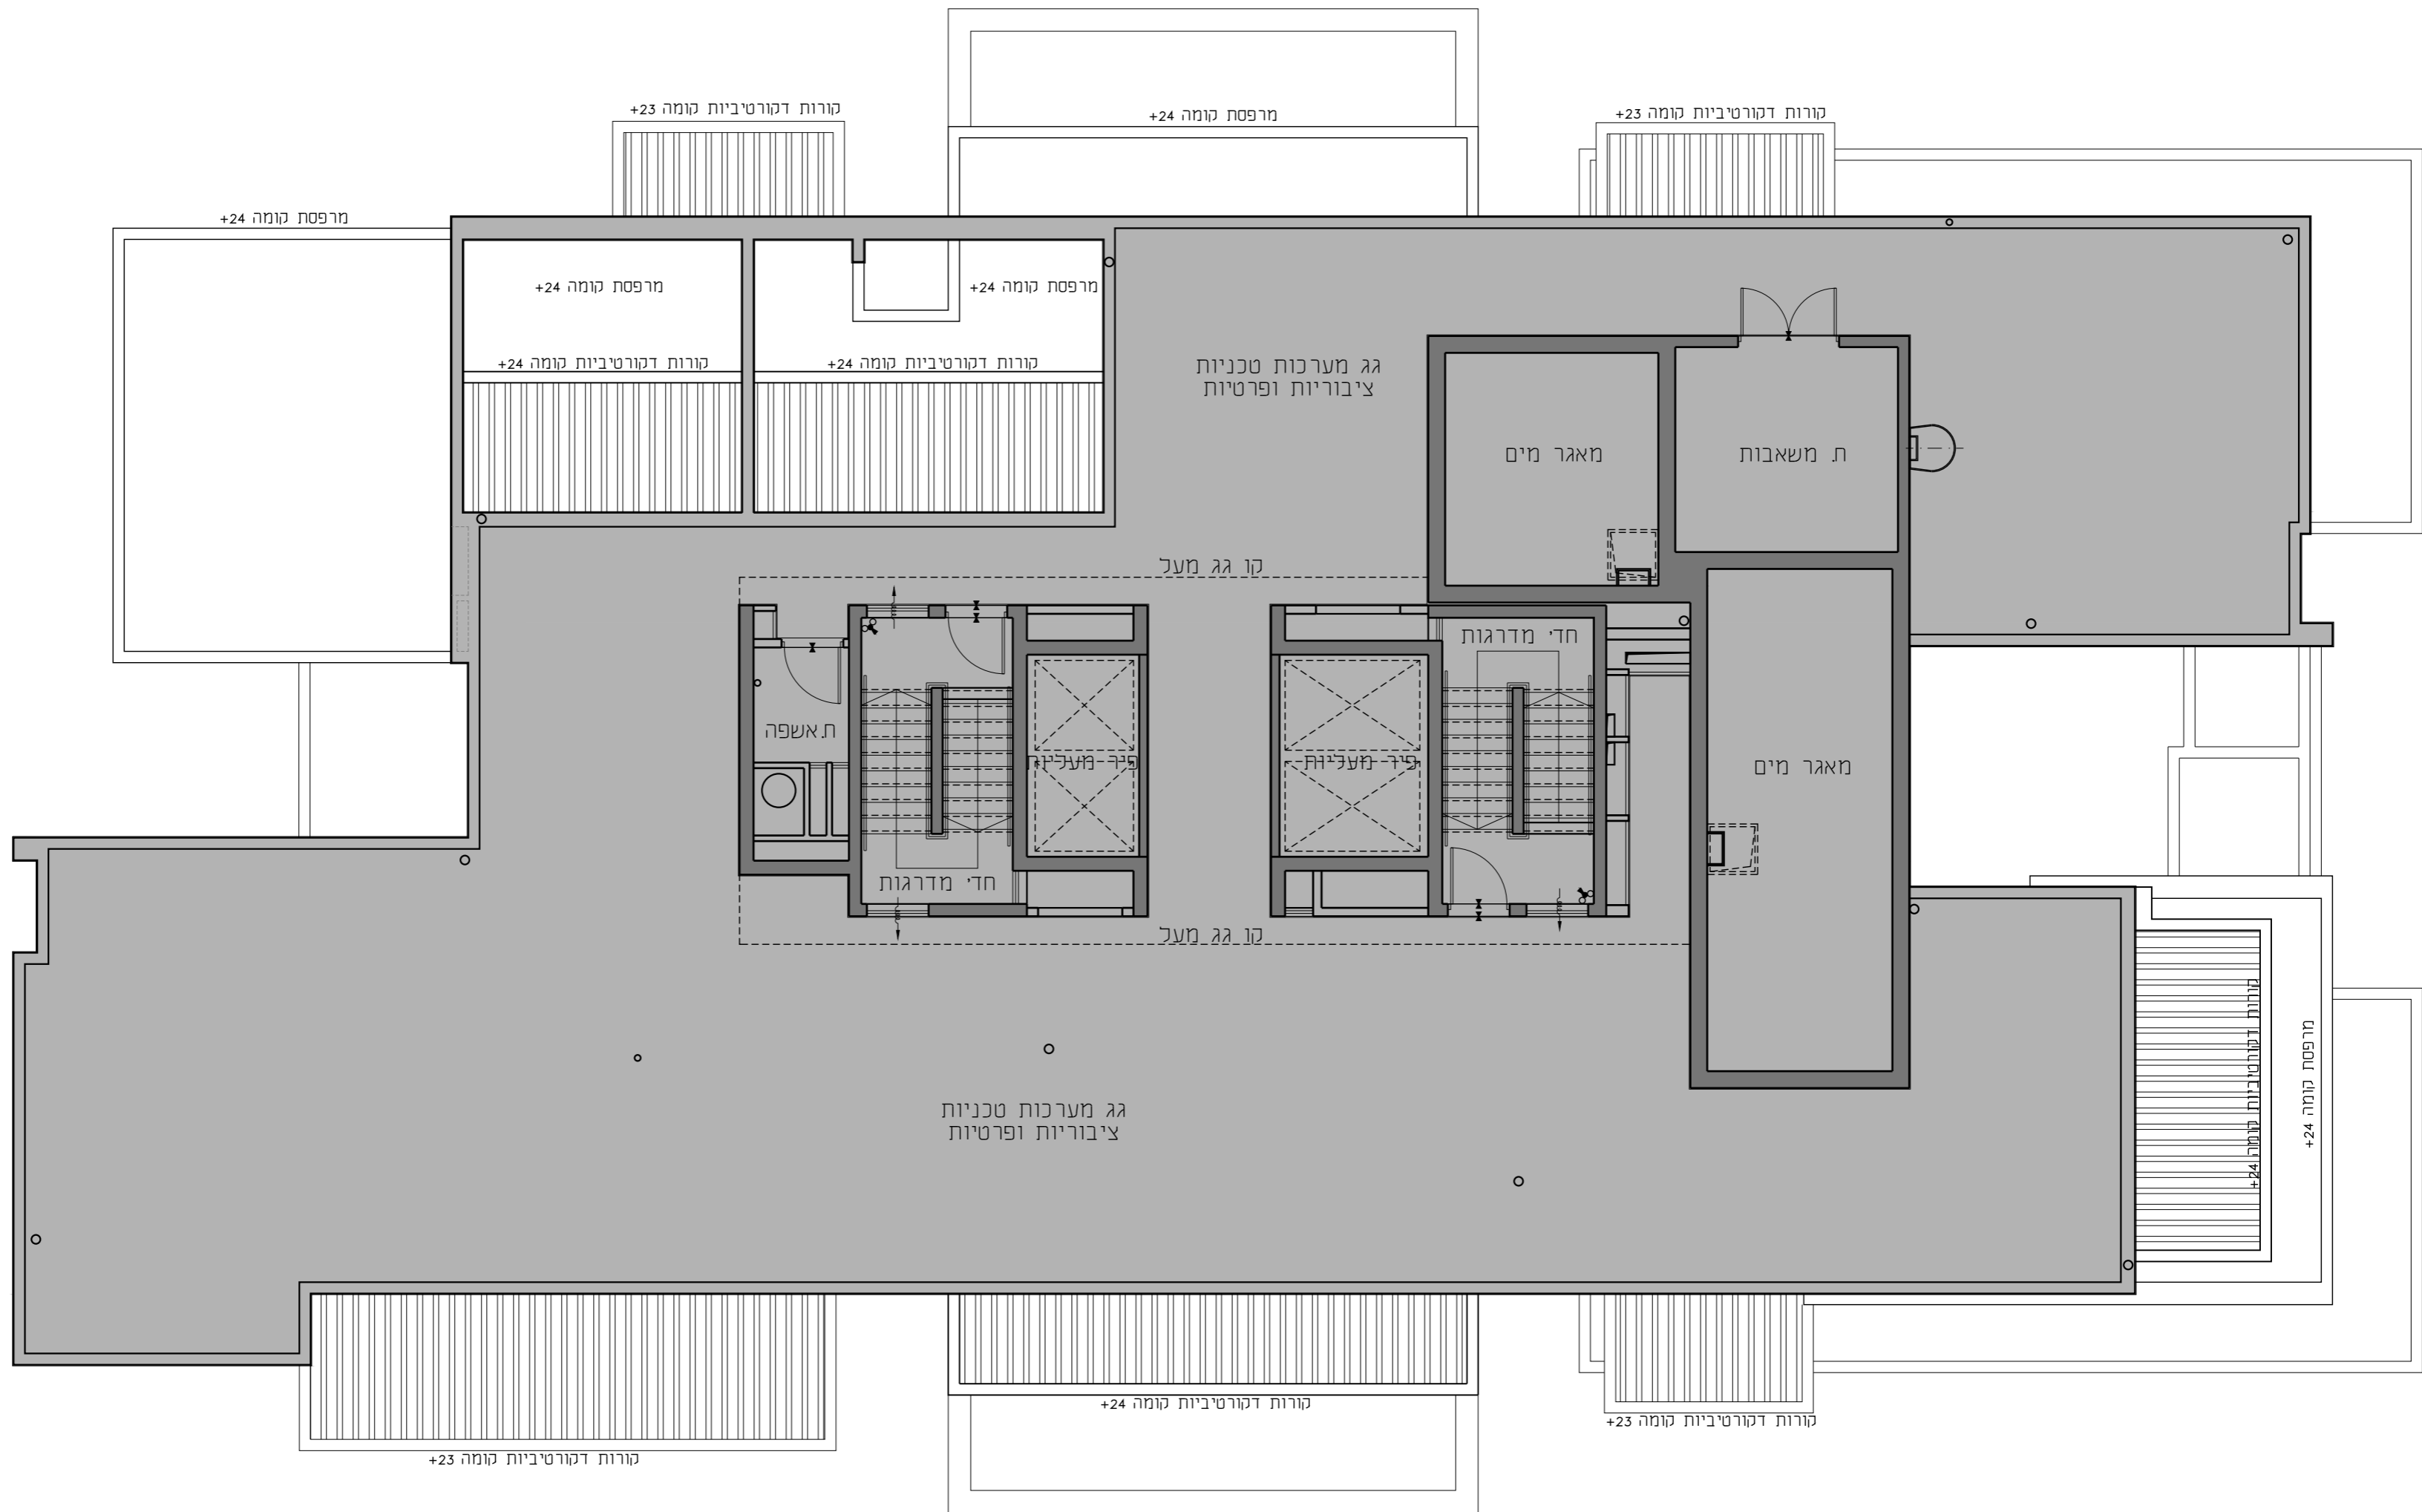 קורות דקורטיביות קומה 23+
מרפסת קומה 24+
קורות דקורטיביות קומה 23+
מרפסת קומה 24+
מרפסת קומה 24+
מרפסת קומה 24+
קורות דקורטיביות קומה 24+
קורות דקורטיביות קומה 24+
גג מערכות טכניות
ציבוריות ופרטיות
מאגר מים
ח. משאבות
קו גג מעל
חד' מדרגות
ח.אשפה
פיר מעליות
פיר מעליות
מאגר מים
חד' מדרגות
קו גג מעל
קורות דקורטיביות קומה 24+
מרפסת קומה 24+
גג מערכות טכניות
ציבוריות ופרטיות
קורות דקורטיביות קומה 24+
קורות דקורטיביות קומה 23+
קורות דקורטיביות קומה 23+